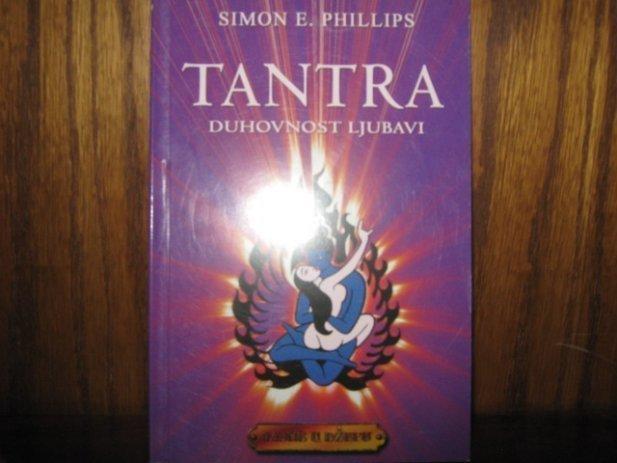 SIMON E. PHILLIPS
TANTRA
DUHOVNOST LJUBAVI